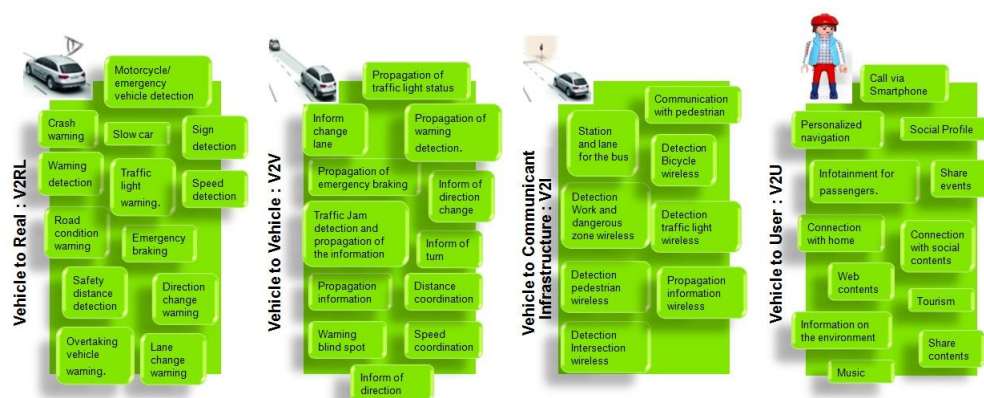 Vehicle to Real : V2RL
Motorcycle/
emergency
vehicle detection
Crash
warning
Slow car
Sign
detection
Warning
detection
Traffic
light
warning.
Speed
detection
Road
condition
warning
Emergency
braking
Safety
distance
detection
Direction
change
warning
Overtaking
vehicle
warning.
Lane
change
warning
Vehicle to Vehicle : V2V
Propagation of
traffic light status
Inform
change
lane
Propagation of
warning
detection.
Propagation of
emergency braking
Inform of
direction
change
Traffic Jam
detection and
propagation of
the information
Inform of
turn
Propagation
information
Distance
coordination
Warning
blind spot
Speed
coordination
Inform of
direction
Vehicle to Communicant
Infrastructure : V2I
Communication
with pedestrian
Station
and lane
for the bus
Detection
Bicycle
wireless
Detection
Work and
dangerous
zone wireless
Detection
traffic light
wireless
Detection
pedestrian
wireless
Propagation
information
wireless
Detection
Intersection
wireless
Vehicle to User : V2U
Call via
Smartphone
Personalized
navigation
Social Profile
Infotainment for
passengers.
Share
events
Connection
with home
Connection
with social
contents
Web
contents
Tourism
Information on
the environment
Share
contents
Music